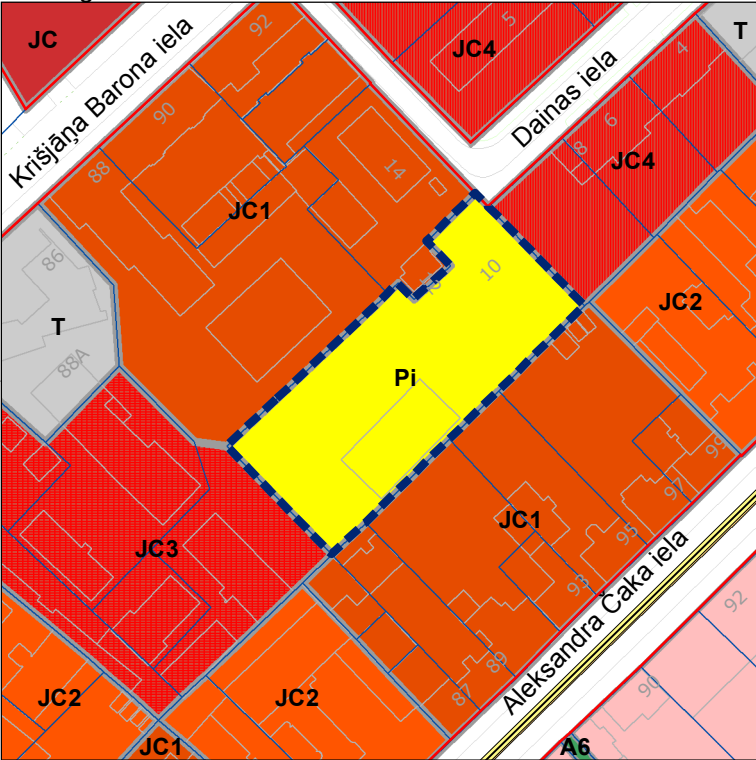 JC
92
5
T
JC4
Krišjāņa Barona iela
Dainas iela
4
90
6
8
JC4
88
14
JC1
86
10
JC2
T
Pi
88A
99
97
JC1
95
JC3
Aleksandra Čaka iela
93
92
89
90
87
JC2
JC2
JC1
A6